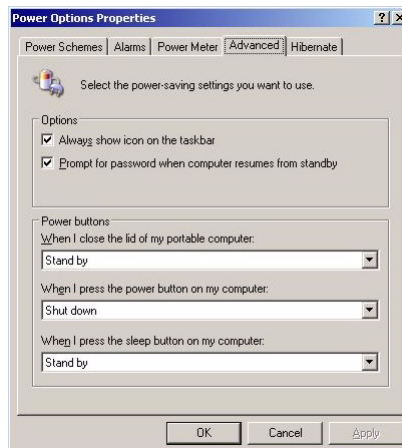 Power Options Properties
Power Schemes Alarms Power Meter Advanced Hibernate
Select the power-saving settings you want to use.
Options
Always show icon on the taskbar
Prompt for password when computer resumes from standby
Power buttons
When I close the lid of my portable computer:
Stand by
When I press the power button on my computer:
Shut down
When I press the sleep button on my computer:
Stand by
OK Cancel Apply